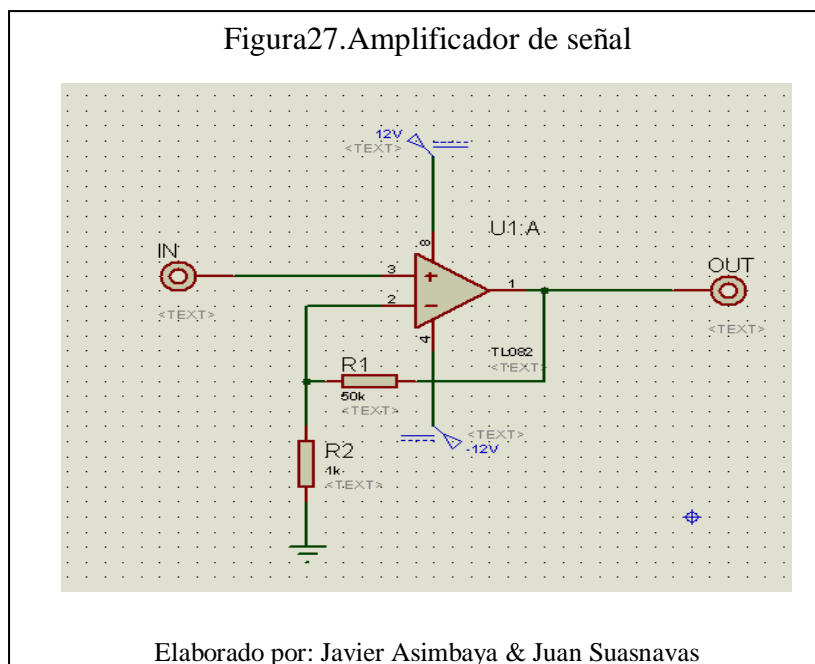 Figura27.Amplificador de señal
12V
<TEXT>
8
U1:A
IN
3
1
OUT
<TEXT>
2
<TEXT>
4
TL082
<TEXT>
R1
50k
<TEXT>
<TEXT>
-12V
R2
1k
<TEXT>
Elaborado por: Javier Asimbaya & Juan Suasnavas